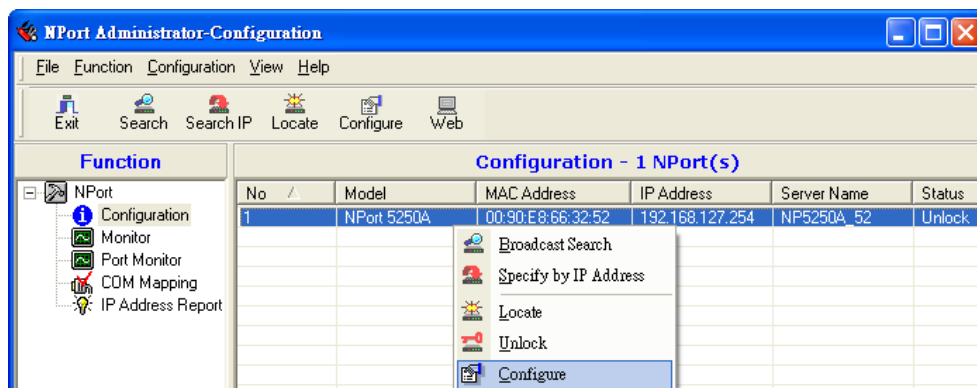 NPort Administrator-Configuration
File Function Configuration View Help
Exit Search Search IP Locate Configure Web
Function
Configuration - 1 NPort(s)
NPort
Configuration
Monitor
Port Monitor
COM Mapping
IP Address Report
No Model MAC Address IP Address Server Name Status
1 NPort 5250A 00:90:E8:66:32:52 192.168.127.254 NP5250A_52 Unlock
Broadcast Search
Specify by IP Address
Locate
Unlock
Configure